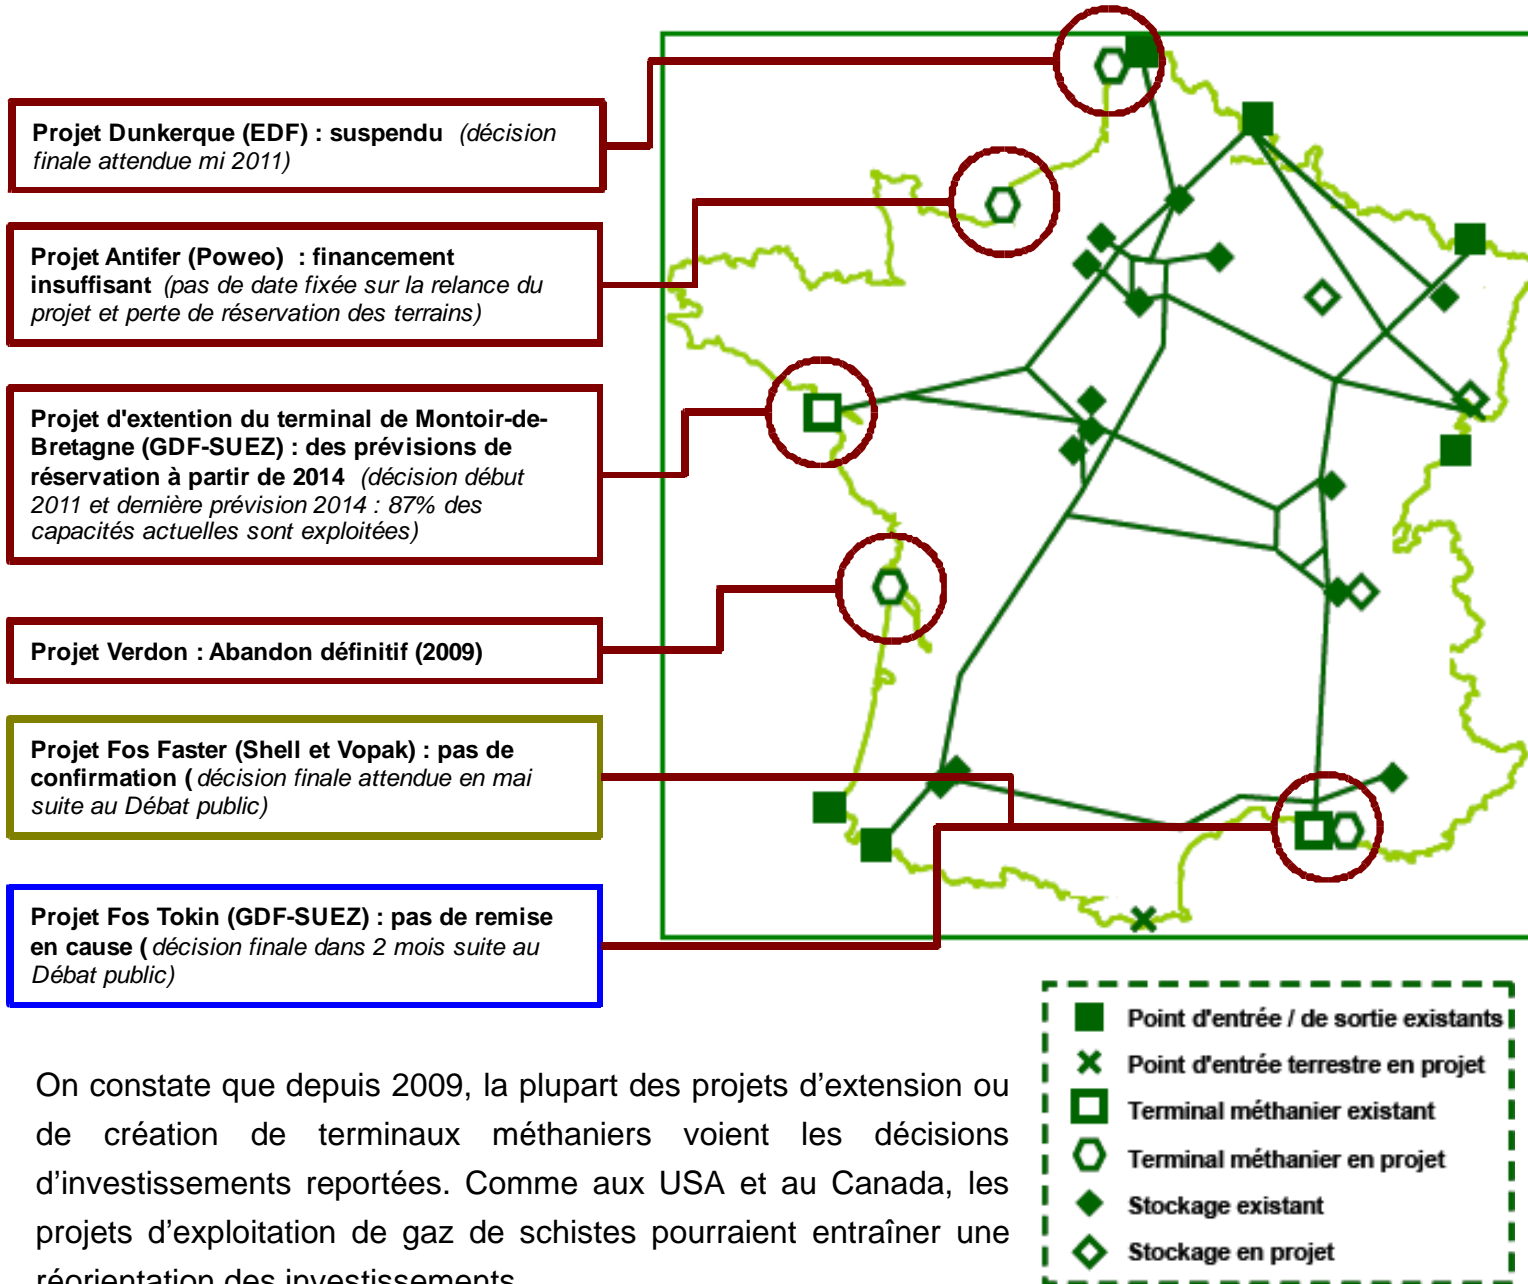 Projet Dunkerque (EDF) : suspendu (décision
finale attendue mi 2011)
Projet Antifer (Poweo) : financement
insuffisant (pas de date fixée sur la relance du
projet et perte de réservation des terrains)
Projet d'extention du terminal de Montoir-de-
Bretagne (GDF-SUEZ) : des prévisions de
réservation à partir de 2014 (décision début
2011 et dernière prévision 2014 : 87% des
capacités actuelles sont exploitées)
Projet Verdon : Abandon définitif (2009)
Projet Fos Faster (Shell et Vopak) : pas de
confirmation ( décision finale attendue en mai
suite au Débat public)
Projet Fos Tokin (GDF-SUEZ) : pas de remise
en cause ( décision finale dans 2 mois suite au
Débat public)
On constate que depuis 2009, la plupart des projets d’extension ou
de création de terminaux méthaniers voient les décisions
d’investissements reportées. Comme aux USA et au Canada, les
projets d’exploitation de gaz de schistes pourraient entraîner une
réorientation des investissements
Point d'entrée / de sortie existants
Point d'entrée terrestre en projet
Terminal méthanier existant
Terminal méthanier en projet
Stockage existant
Stockage en projet